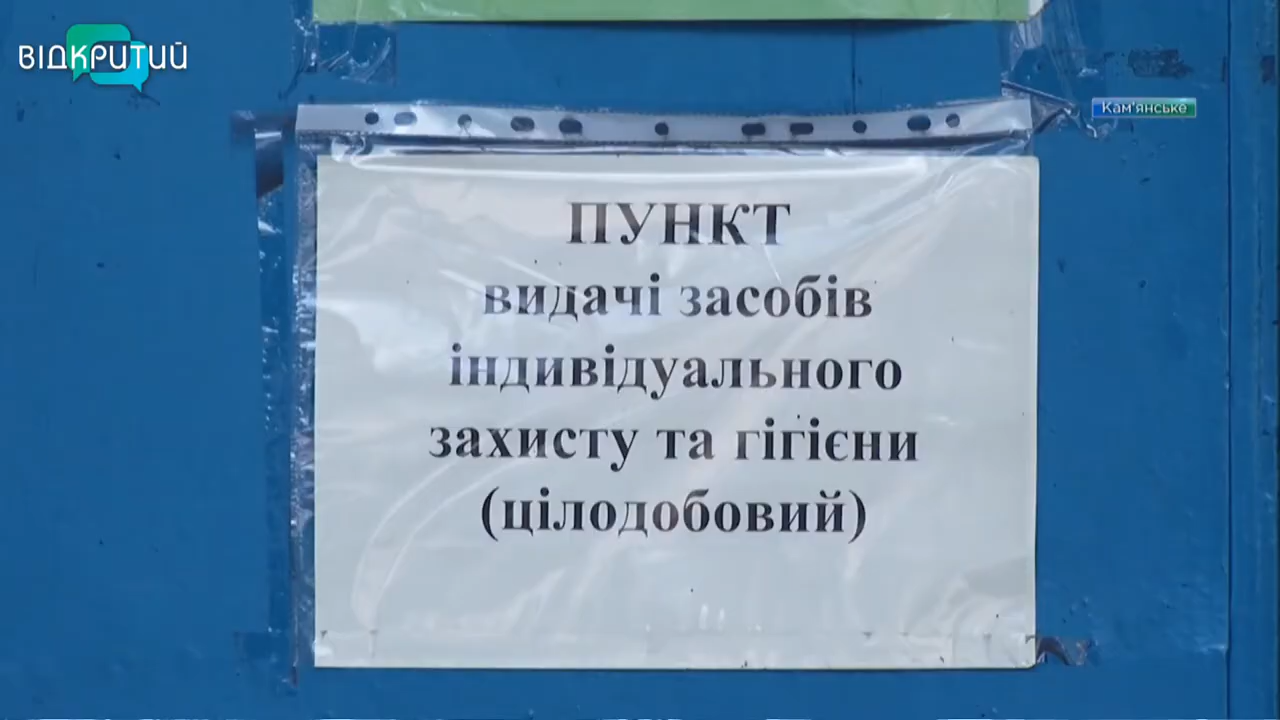 ВІДКРИТИЙ
Кам'янське
ПУНКТ
видачі засобів
індивідуального
захисту та гігієни
(цілодобовий)